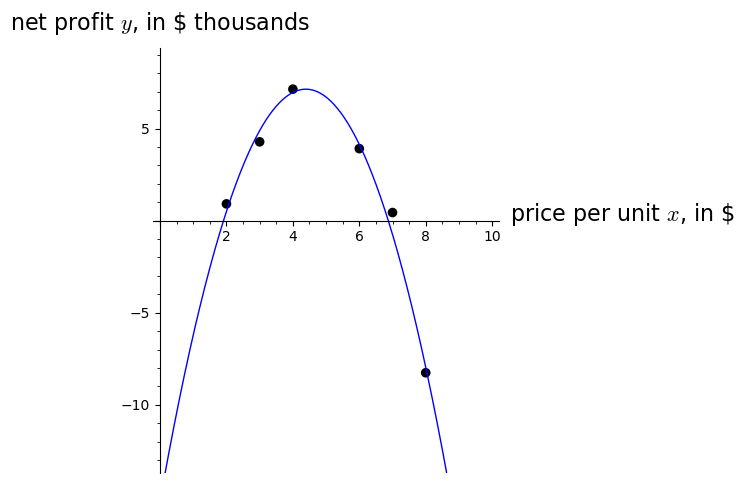 net profit y, in $ thousands
5
price per unit x, in $
2 4 6 8 10
−5
−10